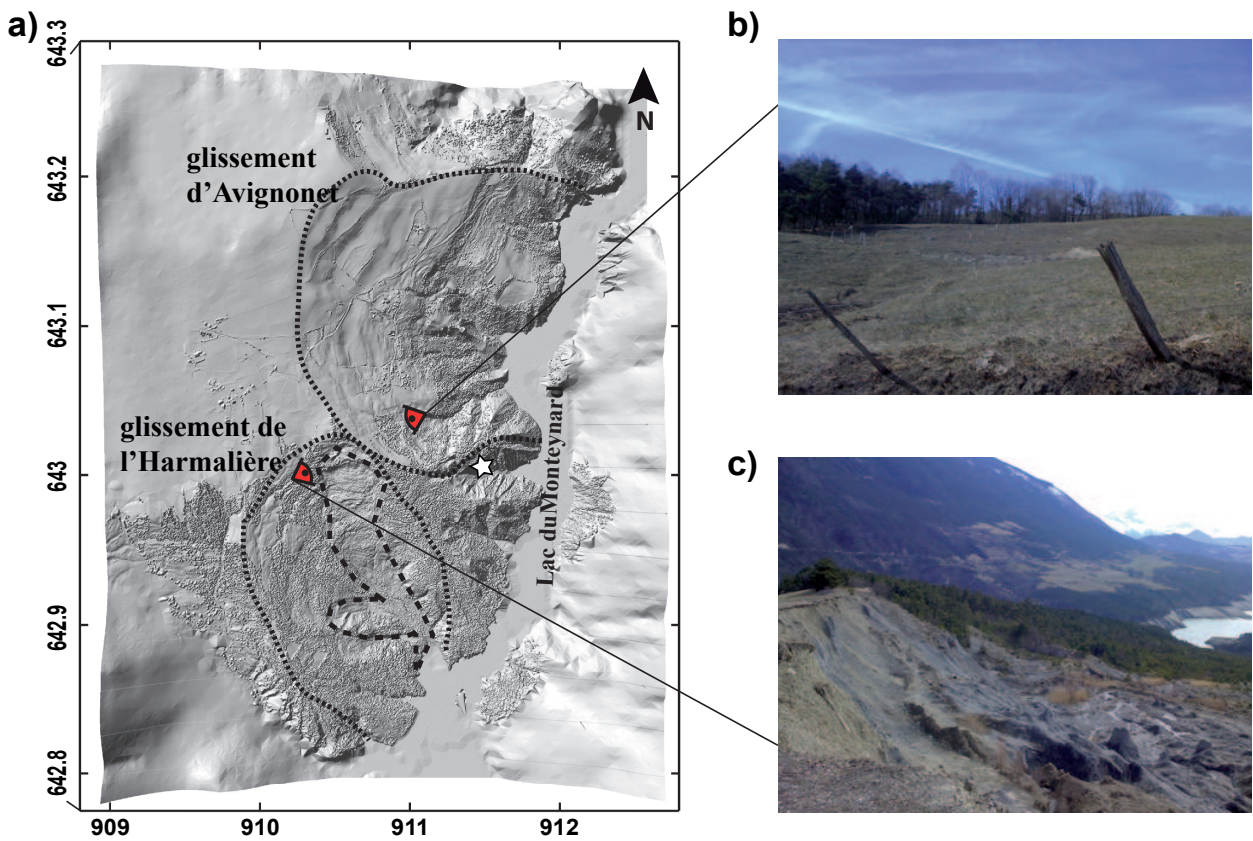 a)
643.3
643.2
643.1
643
642.9
642.8
909
910
911
912
N
glissement
d'Avignonet
glissement de
l'Harmalière
Lac du Monteynard
b)
c)